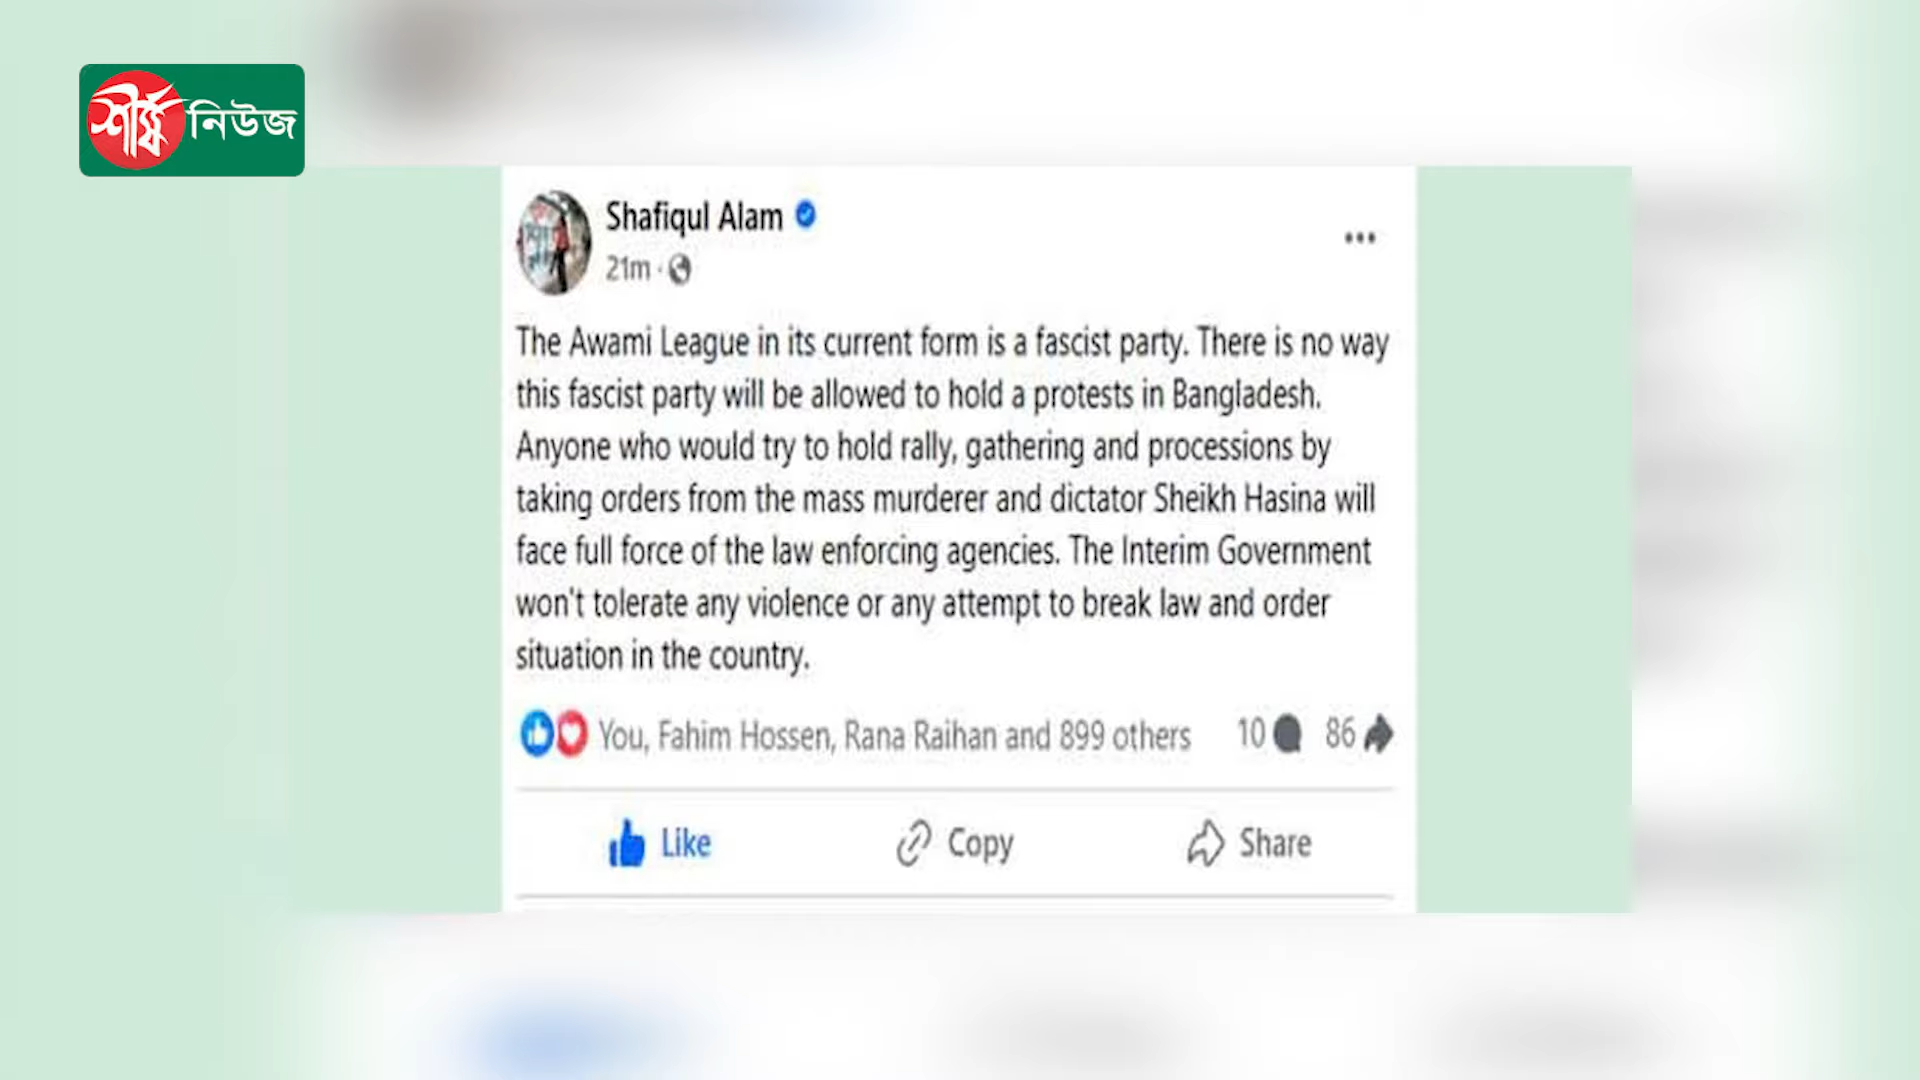 শীর্ষ নিউজ
Shafiqul Alam
21m
The Awami League in its current form is a fascist party. There is no way
this fascist party will be allowed to hold a protests in Bangladesh.
Anyone who would try to hold rally, gathering and processions by
taking orders from the mass murderer and dictator Sheikh Hasina will
face full force of the law enforcing agencies. The Interim Government
won't tolerate any violence or any attempt to break law and order
situation in the country.
You, Fahim Hossen, Rana Raihan and 899 others 10 86
Like Copy Share